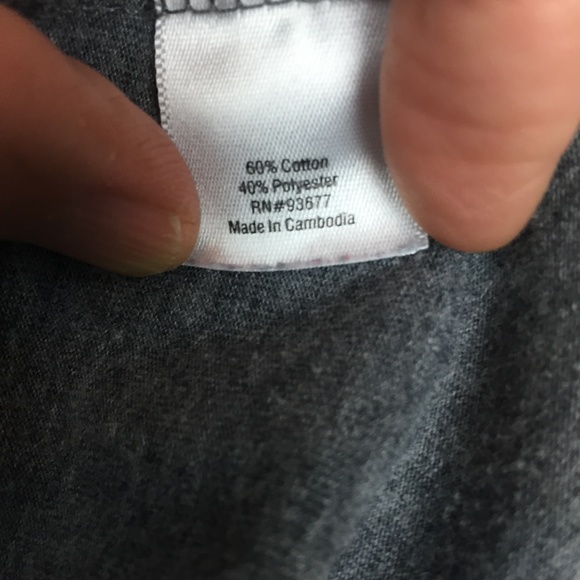 60% Cotton
40% Polyester
RN#93677
Made In Cambodia